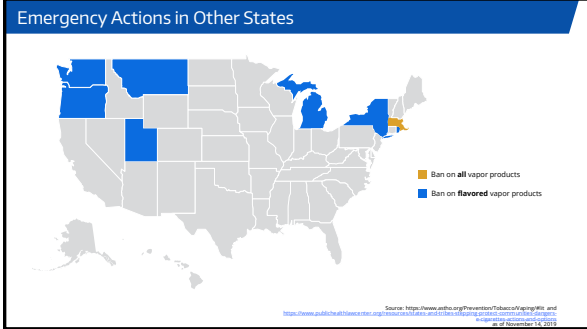 Emergency Actions in Other States
Ban on all vapor products
Ban on flavored vapor products
Source: https://www.astho.org/Prevention/Tobacco/Vaping/#lit and
https://www.publichealthlawcenter.org/resources/states-and-tribes-stepping-protect-communities-dangers-
e-cigarettes-actions-and-options
as of November 14, 2019